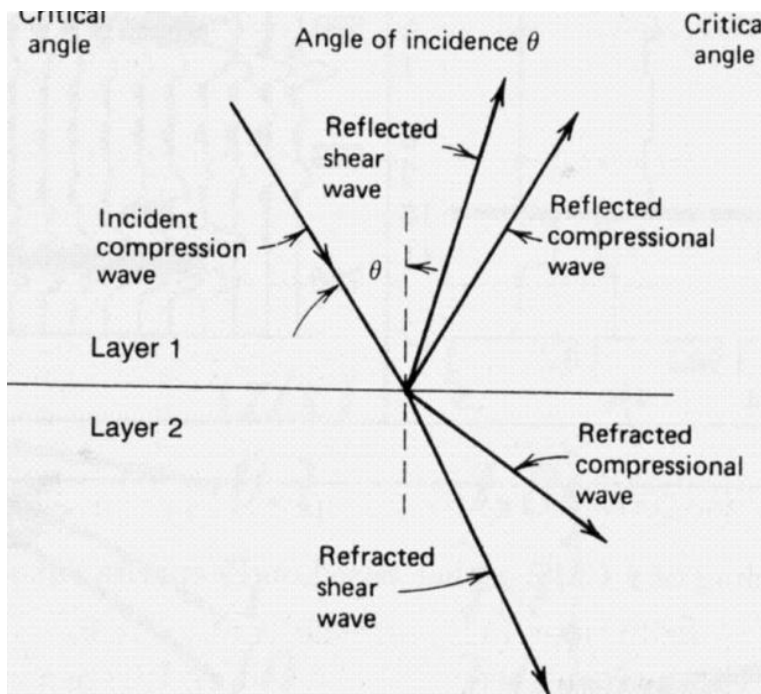 Critical
angle
Angle of incidence θ
Critica
angle
Reflected
shear
wave
Reflected
compressional
wave
Incident
compression
wave
θ
Layer 1
Layer 2
Refracted
compressional
wave
Refracted
shear
wave